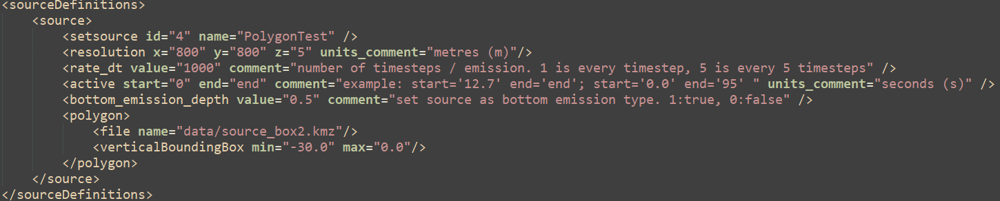 <sourceDefinitions>
<source>
<setsource id="4" name="PolygonTest" />
<resolution x="800" y="800" z="5" units_comment="metres (m)"/>
<rate_dt value="1000" comment="number of timesteps / emission. 1 is every timestep, 5 is every 5 timesteps" />
<active start="0" end="end" comment="example: start='12.7' end='end'; start='0.0' end='95' " units_comment="seconds (s)" />
<bottom_emission_depth value="0.5" comment="set source as bottom emission type. 1:true, 0:false" />
<polygon>
<file name="data/source_box2.kmz"/>
<verticalBoundingBox min="-30.0" max="0.0"/>
</polygon>
</source>
</sourceDefinitions>